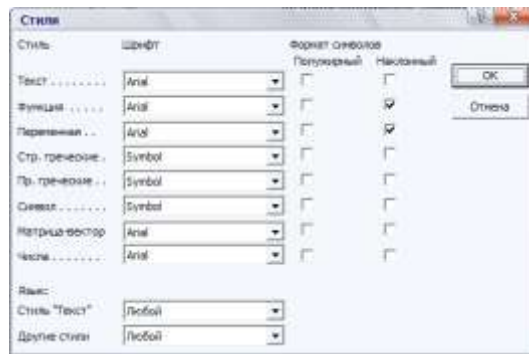 Стили
Стиль Шрифт Формат символов
Полужирный Наклонный
Текст . . . . . . . . Arial
OK
Функция . . . . . Arial
Отмена
Переменная . . Arial
Стр. греческие . Symbol
Пр. греческие . . Symbol
Символ . . . . . . . Symbol
Матрица-вектор Arial
Числа . . . . . . . . Arial
Язык:
Стиль "Текст" Любой
Другие стили Любой